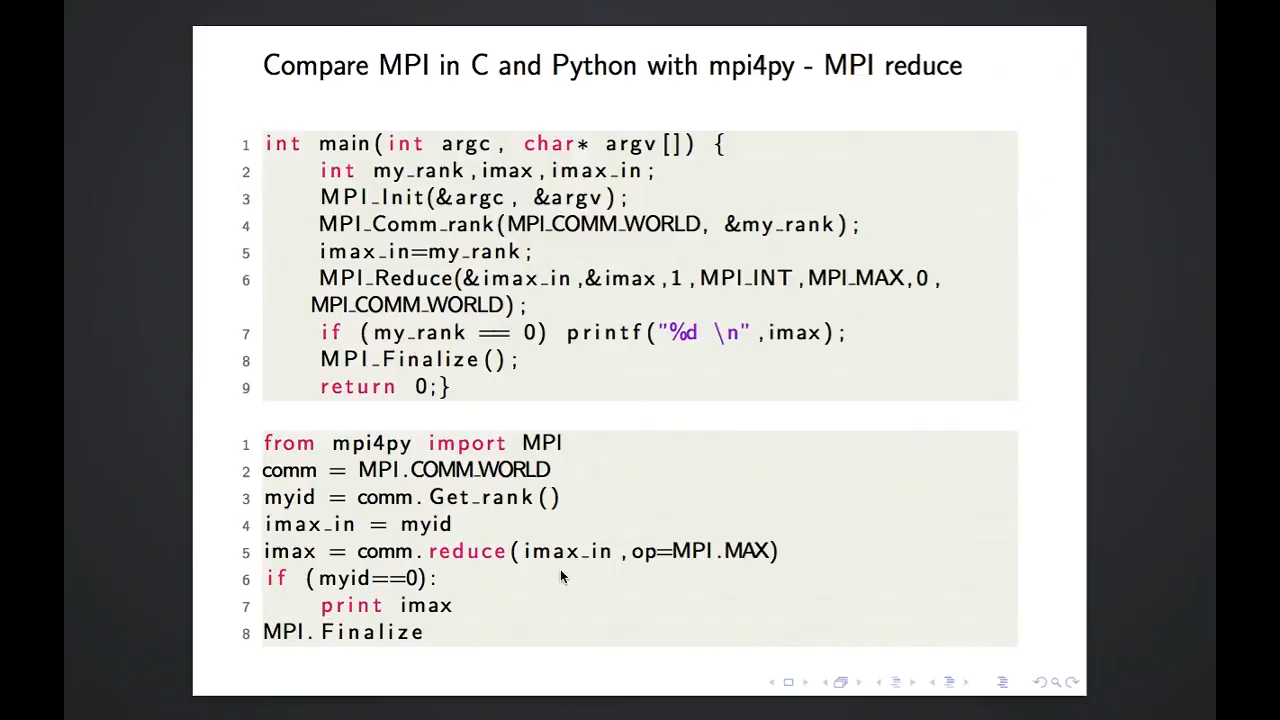 Compare MPI in C and Python with mpi4py - MPI reduce
1 int main(int argc, char* argv[]) {
2 int my_rank,imax,imax_in;
3 MPI_Init(&argc, &argv);
4 MPI_Comm_rank(MPI_COMM_WORLD, &my_rank);
5 imax_in=my_rank;
6 MPI_Reduce(&imax_in,&imax,1,MPI_INT,MPI_MAX,0,
MPI_COMM_WORLD);
7 if (my_rank == 0) printf("%d \n",imax);
8 MPI_Finalize();
9 return 0;}
1 from mpi4py import MPI
2 comm = MPI.COMM_WORLD
3 myid = comm.Get_rank()
4 imax_in = myid
5 imax = comm.reduce(imax_in,op=MPI.MAX)
6 if (myid==0):
7 print imax
8 MPI.Finalize